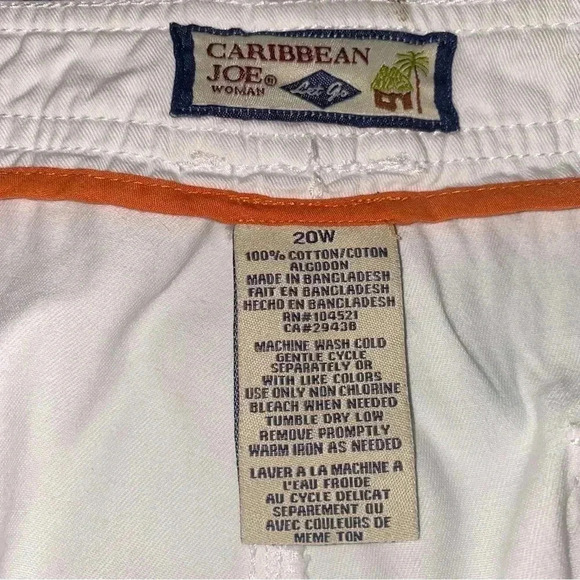 CARIBBEAN
JOE®
WOMAN
Let Go
20W
100% COTTON/COTON
ALGODON
MADE IN BANGLADESH
FAIT EN BANGLADESH
HECHO EN BANGLADESH
RN#104521
CA#29438
MACHINE WASH COLD
GENTLE CYCLE
SEPARATELY OR
WITH LIKE COLORS
USE ONLY NON CHLORINE
BLEACH WHEN NEEDED
TUMBLE DRY LOW
REMOVE PROMPTLY
WARM IRON AS NEEDED
LAVER A LA MACHINE A
L'EAU FROIDE
AU CYCLE DELICAT
SEPAREMENT OU
AVEC COULEURS DE
MEME TON